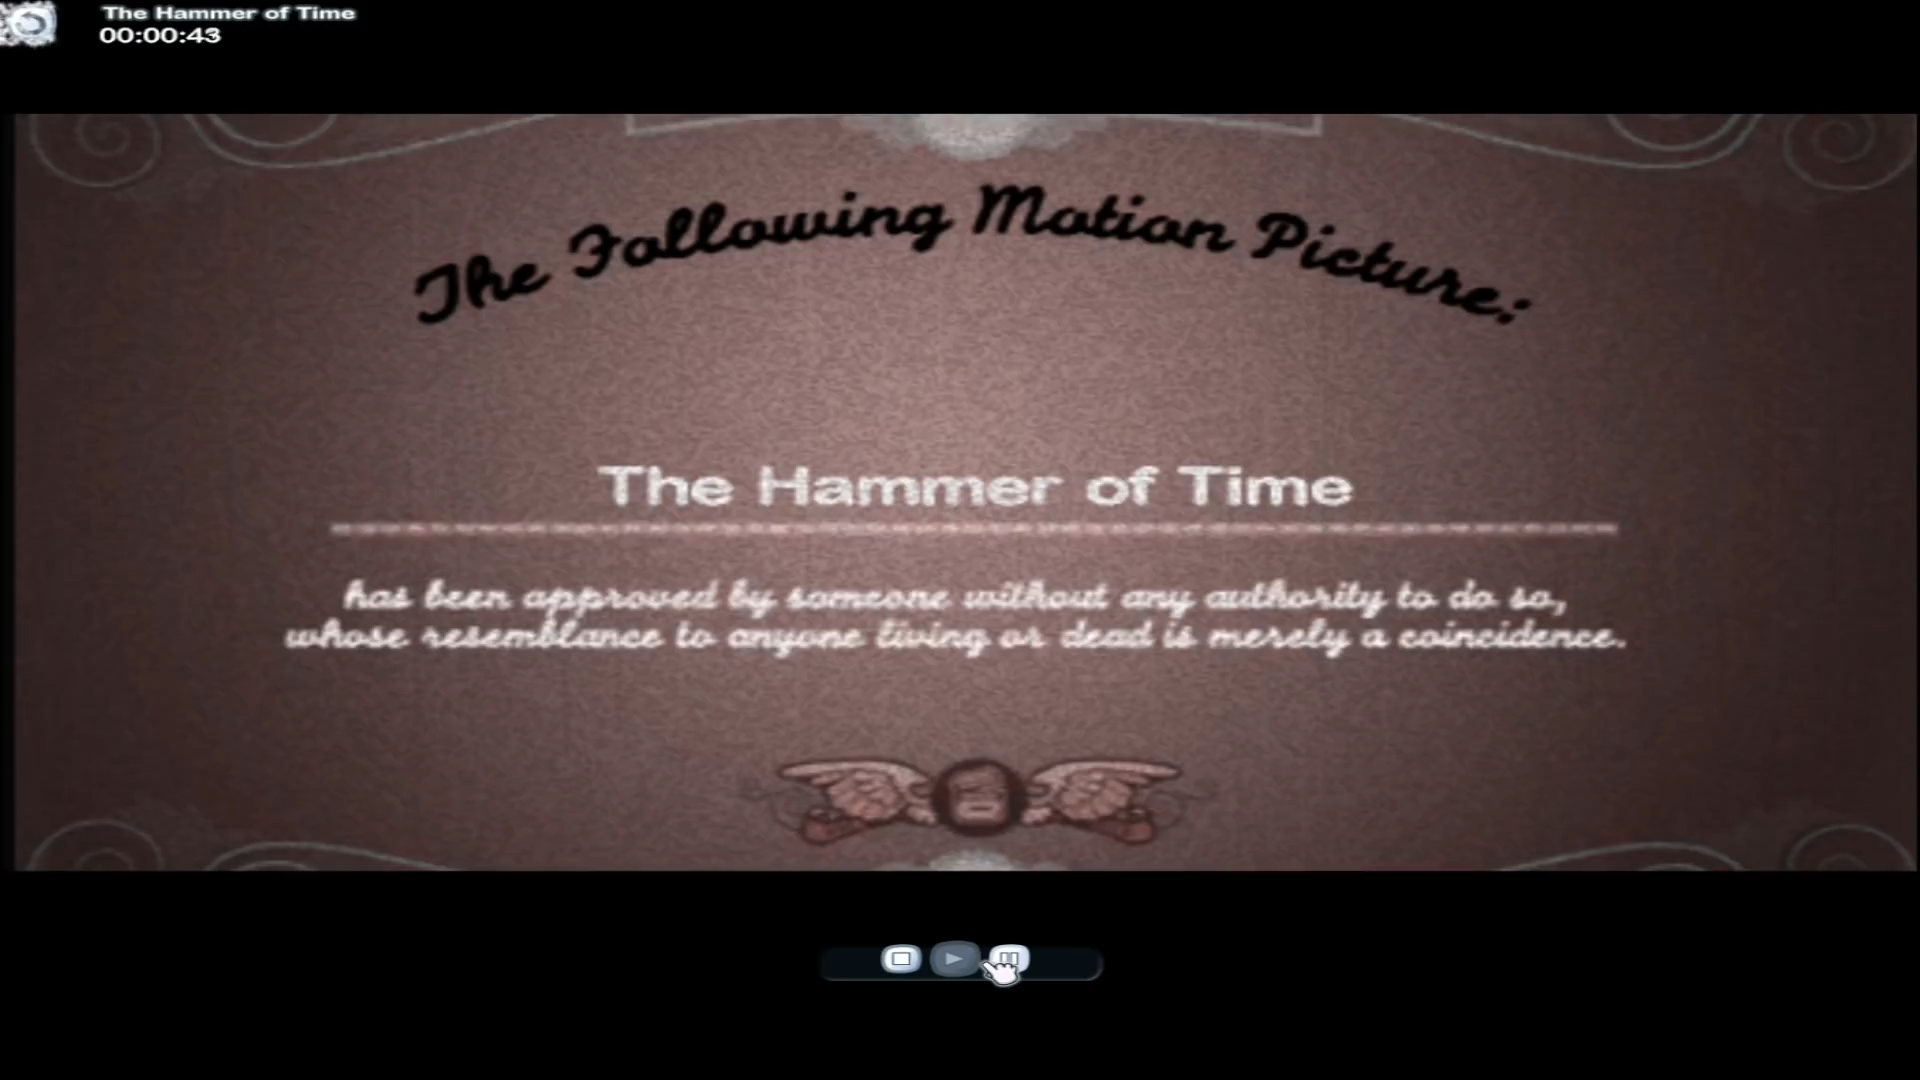 The Hammer of Time
00:00:43
The Following Motion Picture:
The Hammer of Time
has been approved by someone without any authority to do so,
whose resemblance to anyone living or dead is merely a coincidence.